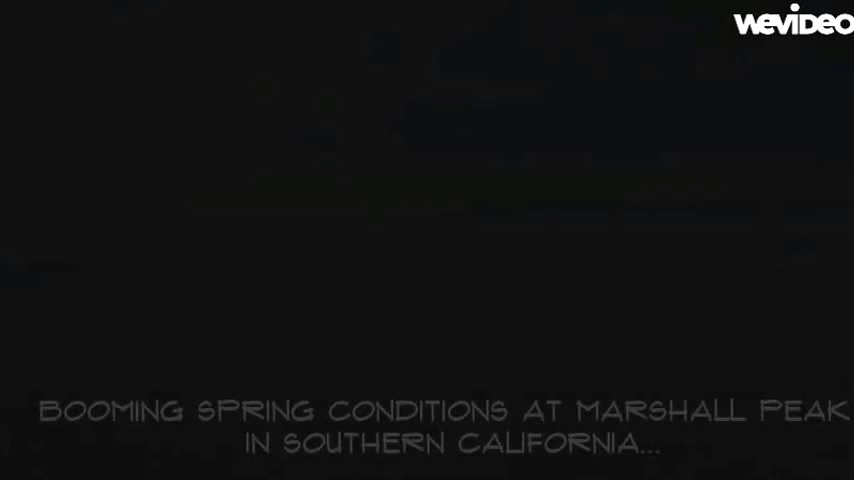 WEVIDEO
BOOMING SPRING CONDITIONS AT MARSHALL PEAK
IN SOUTHERN CALIFORNIA...